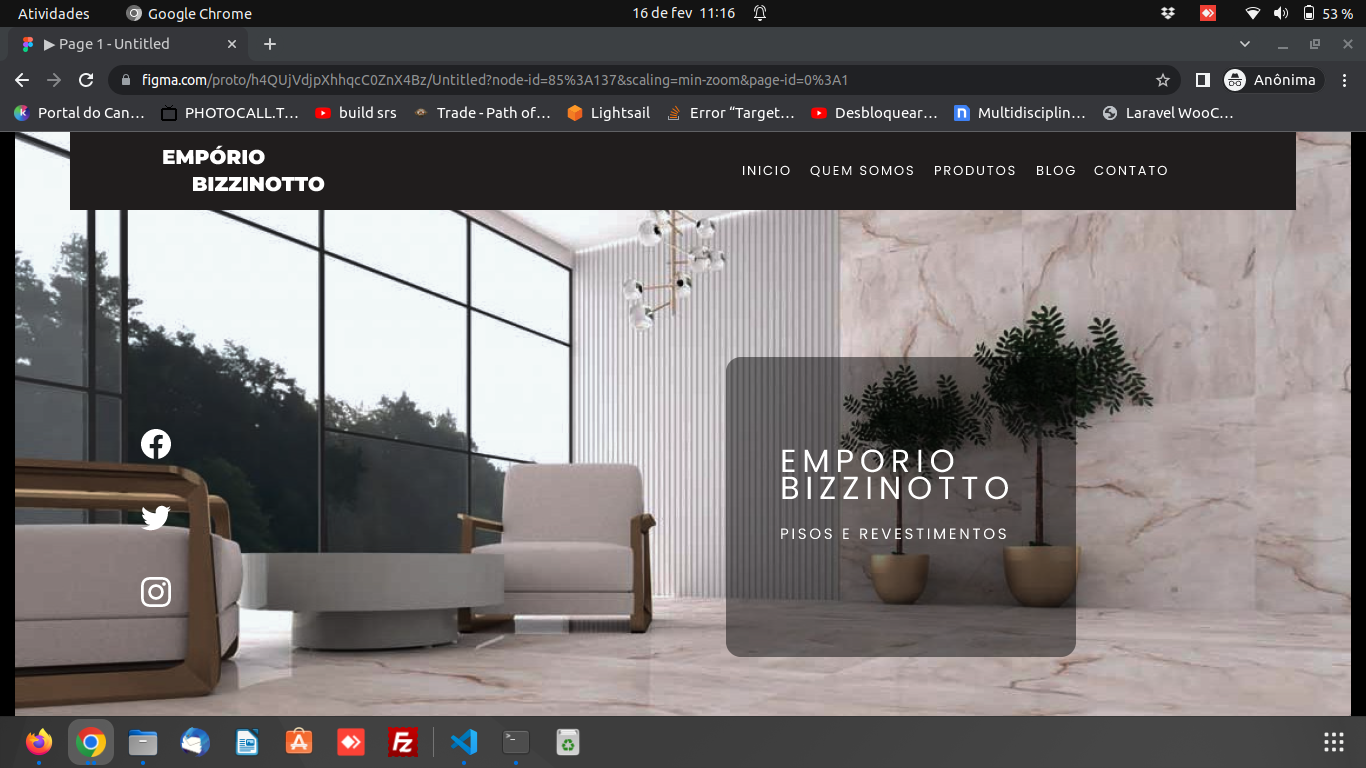 Atividades
Google Chrome
16 de fev 11:16
53 %
▶ Page 1 - Untitled
figma.com/proto/h4QUjVdjpXhhqcC0ZnX4Bz/Untitled?node-id=85%3A137&scaling=min-zoom&page-id=0%3A1
Anônima
Portal do Can…
PHOTOCALL.T…
build srs
Trade - Path of…
Lightsail
Error “Target…
Desbloquear…
Multidisciplin…
Laravel WooC…
EMPÓRIO
BIZZINOTTO
INICIO
QUEM SOMOS
PRODUTOS
BLOG
CONTATO
EMPORIO
BIZZINOTTO
PISOS E REVESTIMENTOS